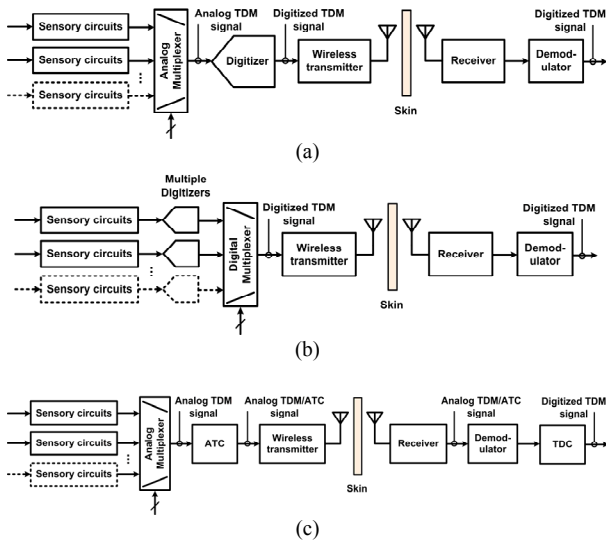 Analog TDM
signal
Digitized TDM
signal
Digitized TDM
signal
Sensory circuits
Sensory circuits
Sensory circuits
Analog
Multiplexer
Digitizer
Wireless
transmitter
Skin
Receiver
Demod-
ulator
(a)
Multiple
Digitizers
Digitized TDM
signal
Digitized TDM
signal
Sensory circuits
Sensory circuits
Sensory circuits
Digital
Multiplexer
Wireless
transmitter
Skin
Receiver
Demod-
ulator
(b)
Analog TDM
signal
Analog TDM/ATC
signal
Analog TDM/ATC
signal
Digitized TDM
signal
Sensory circuits
Sensory circuits
Sensory circuits
Analog
Multiplexer
ATC
Wireless
transmitter
Skin
Receiver
Demod-
ulator
TDC
(c)